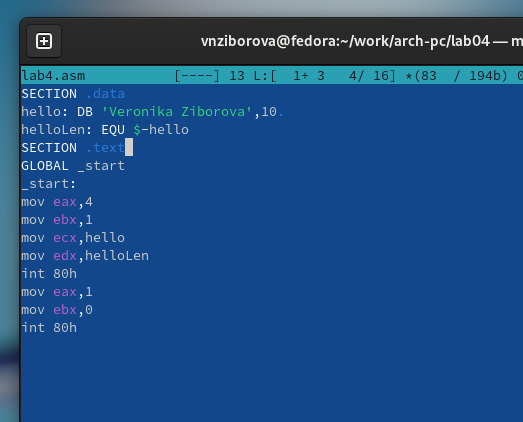 vnziborova@fedora:~/work/arch-pc/lab04 — m
lab4.asm [----] 13 L:[ 1+ 3 4/ 16] *(83 / 194b) 0
SECTION .data
hello: DB 'Veronika Ziborova',10.
helloLen: EQU $-hello
SECTION .text
GLOBAL _start
_start:
mov eax,4
mov ebx,1
mov ecx,hello
mov edx,helloLen
int 80h
mov eax,1
mov ebx,0
int 80h